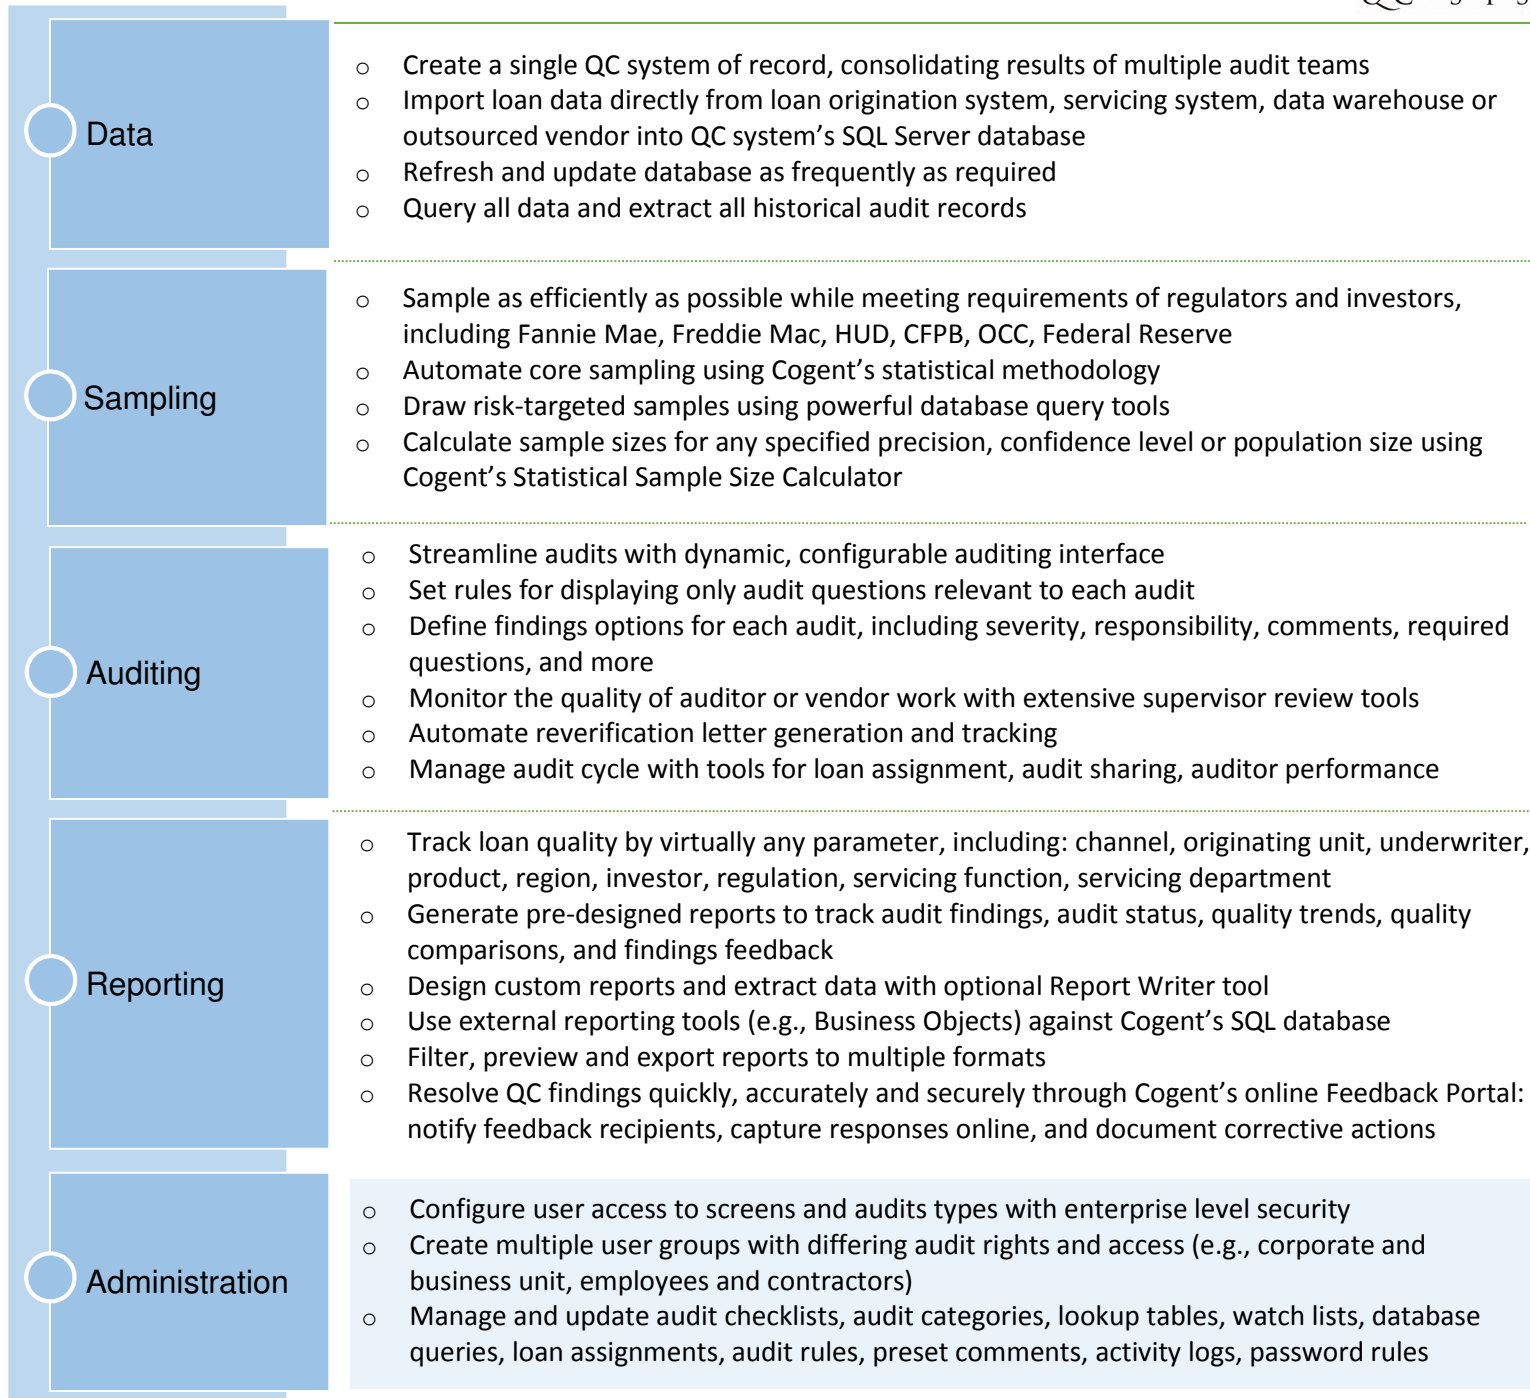 Data
o Create a single QC system of record, consolidating results of multiple audit teams
o Import loan data directly from loan origination system, servicing system, data warehouse or
outsourced vendor into QC system’s SQL Server database
o Refresh and update database as frequently as required
o Query all data and extract all historical audit records
Sampling
o Sample as efficiently as possible while meeting requirements of regulators and investors,
including Fannie Mae, Freddie Mac, HUD, CFPB, OCC, Federal Reserve
o Automate core sampling using Cogent’s statistical methodology
o Draw risk-targeted samples using powerful database query tools
o Calculate sample sizes for any specified precision, confidence level or population size using
Cogent’s Statistical Sample Size Calculator
Auditing
o Streamline audits with dynamic, configurable auditing interface
o Set rules for displaying only audit questions relevant to each audit
o Define findings options for each audit, including severity, responsibility, comments, required
questions, and more
o Monitor the quality of auditor or vendor work with extensive supervisor review tools
o Automate reverification letter generation and tracking
o Manage audit cycle with tools for loan assignment, audit sharing, auditor performance
Reporting
o Track loan quality by virtually any parameter, including: channel, originating unit, underwriter,
product, region, investor, regulation, servicing function, servicing department
o Generate pre-designed reports to track audit findings, audit status, quality trends, quality
comparisons, and findings feedback
o Design custom reports and extract data with optional Report Writer tool
o Use external reporting tools (e.g., Business Objects) against Cogent’s SQL database
o Filter, preview and export reports to multiple formats
o Resolve QC findings quickly, accurately and securely through Cogent’s online Feedback Portal:
notify feedback recipients, capture responses online, and document corrective actions
Administration
o Configure user access to screens and audits types with enterprise level security
o Create multiple user groups with differing audit rights and access (e.g., corporate and
business unit, employees and contractors)
o Manage and update audit checklists, audit categories, lookup tables, watch lists, database
queries, loan assignments, audit rules, preset comments, activity logs, password rules